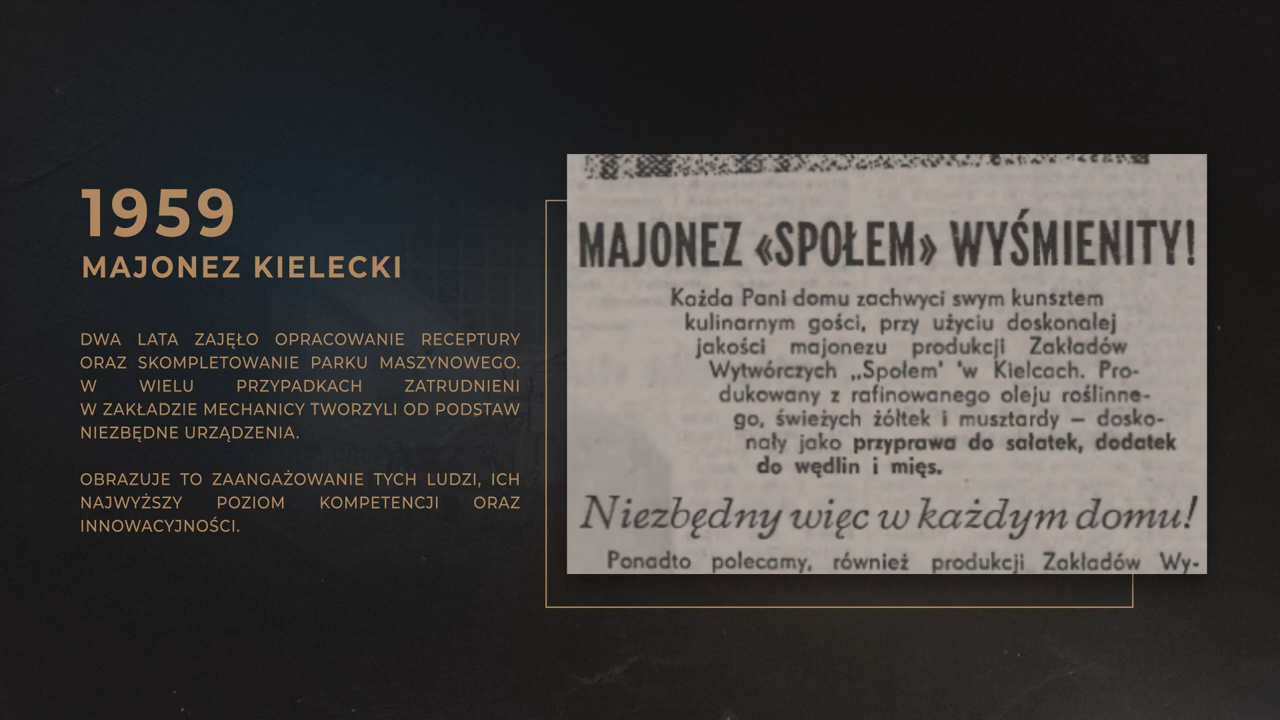 1959
MAJONEZ KIELECKI
DWA LATA ZAJĘŁO OPRACOWANIE RECEPTURY
ORAZ SKOMPLETOWANIE PARKU MASZYNOWEGO.
W WIELU PRZYPADKACH ZATRUDNIENI
W ZAKŁADZIE MECHANICY TWORZYLI OD PODSTAW
NIEZBĘDNE URZĄDZENIA.
OBRAZUJE TO ZAANGAŻOWANIE TYCH LUDZI, ICH
NAJWYŻSZY POZIOM KOMPETENCJI ORAZ
INNOWACYJNOŚCI.
MAJONEZ «SPOŁEM» WYŚMIENITY!
Każda Pani domu zachwyci swym kunsztem
kulinarnym gości, przy użyciu doskonałej
jakości majonezu produkcji Zakładów
Wytwórczych „Społem' 'w Kielcach. Pro-
dukowany z rafinowanego oleju roślinne-
go, świeżych żółtek i musztardy — dosko-
nały jako przyprawa do sałatek, dodatek
do wędlin i mięs.
Niezbędny więc w każdym domu!
Ponadto polecamy, również produkcji Zakładów Wy-